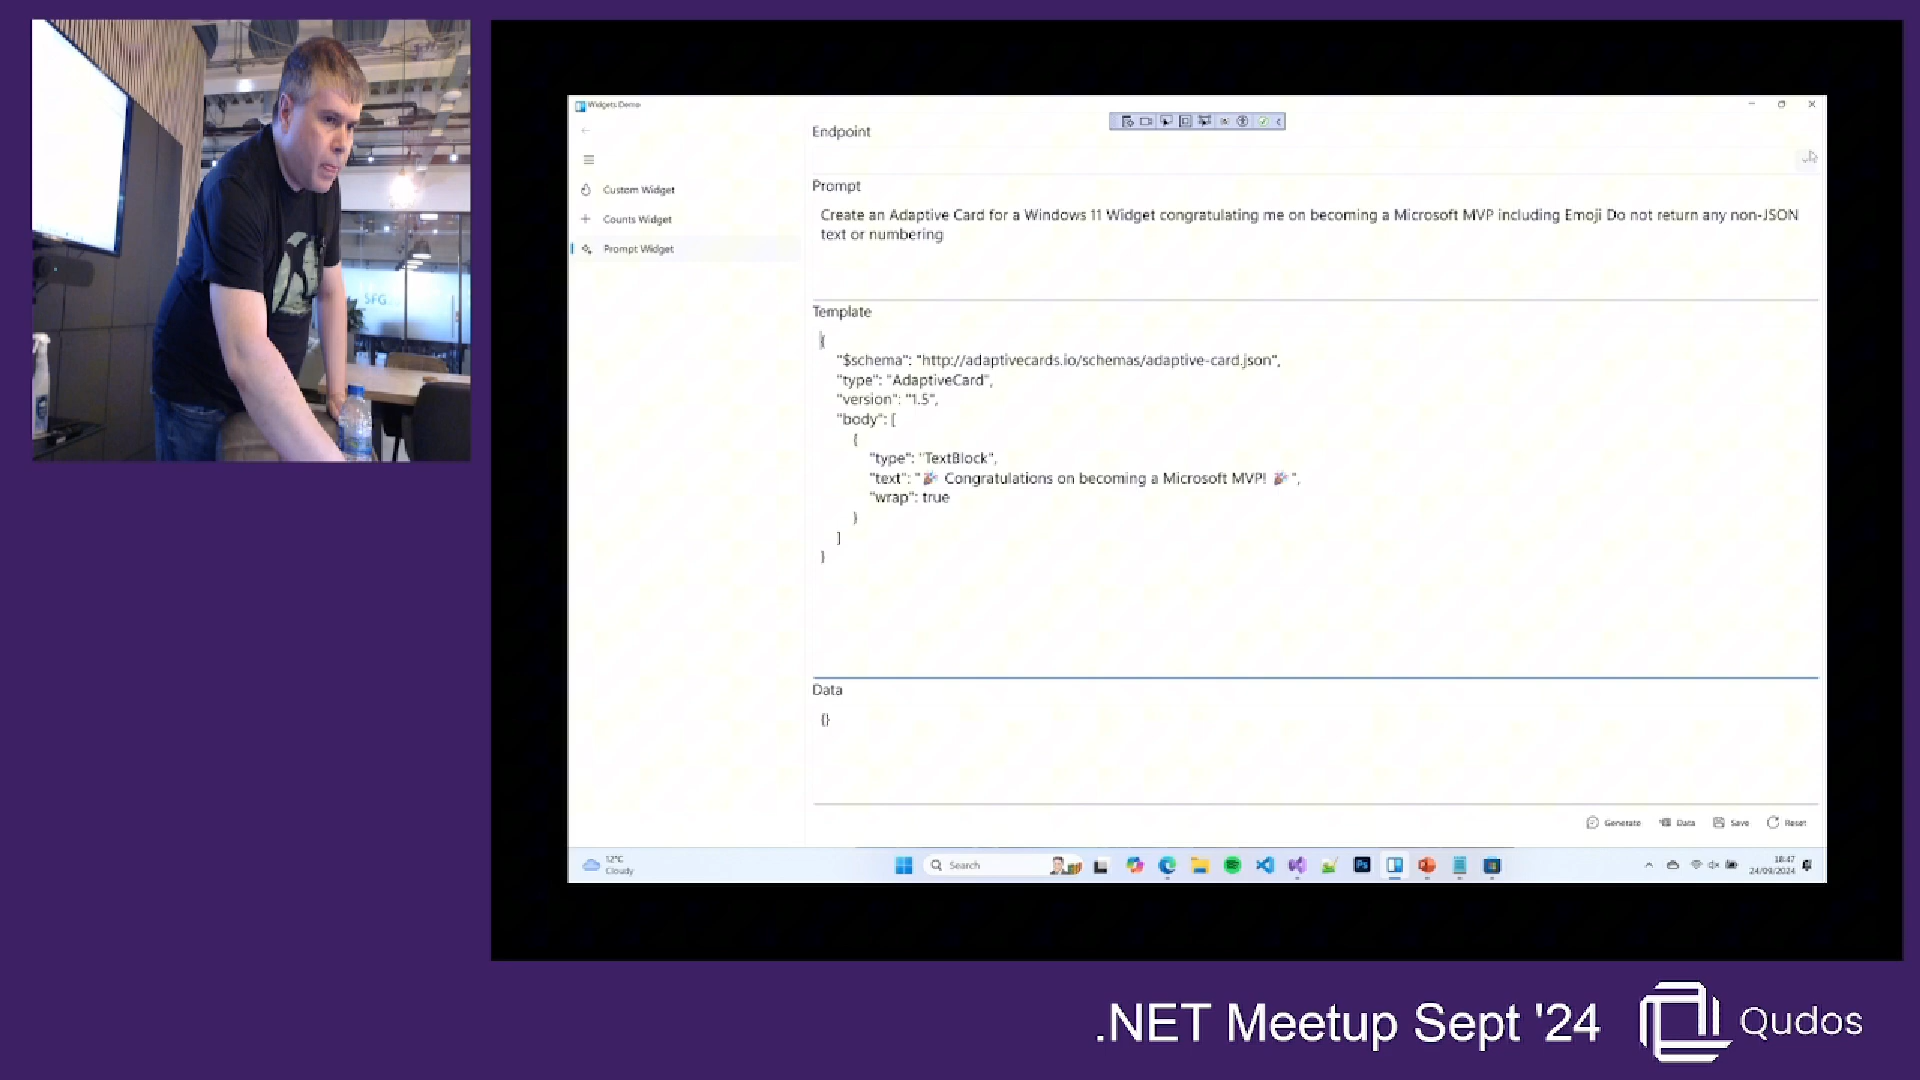 SFG
Widgets Demo
Endpoint
Custom Widget
Counts Widget
Prompt Widget
Prompt
Create an Adaptive Card for a Windows 11 Widget congratulating me on becoming a Microsoft MVP including Emoji Do not return any non-JSON
text or numbering
Template
{
"$schema": "http://adaptivecards.io/schemas/adaptive-card.json",
"type": "AdaptiveCard",
"version": "1.5",
"body": [
{
"type": "TextBlock",
"text": "🎉 Congratulations on becoming a Microsoft MVP! 🎉",
"wrap": true
}
]
}
Data
{}
Generate Data Save Reset
12°C
Cloudy
Search
Ps
18:47
24/09/2024
.NET Meetup Sept '24
Qudos